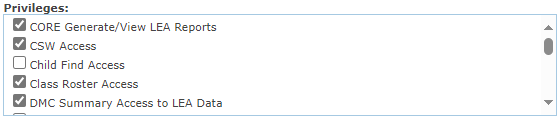 Privileges:
CORE Generate/View LEA Reports
CSW Access
Child Find Access
Class Roster Access
DMC Summary Access to LEA Data